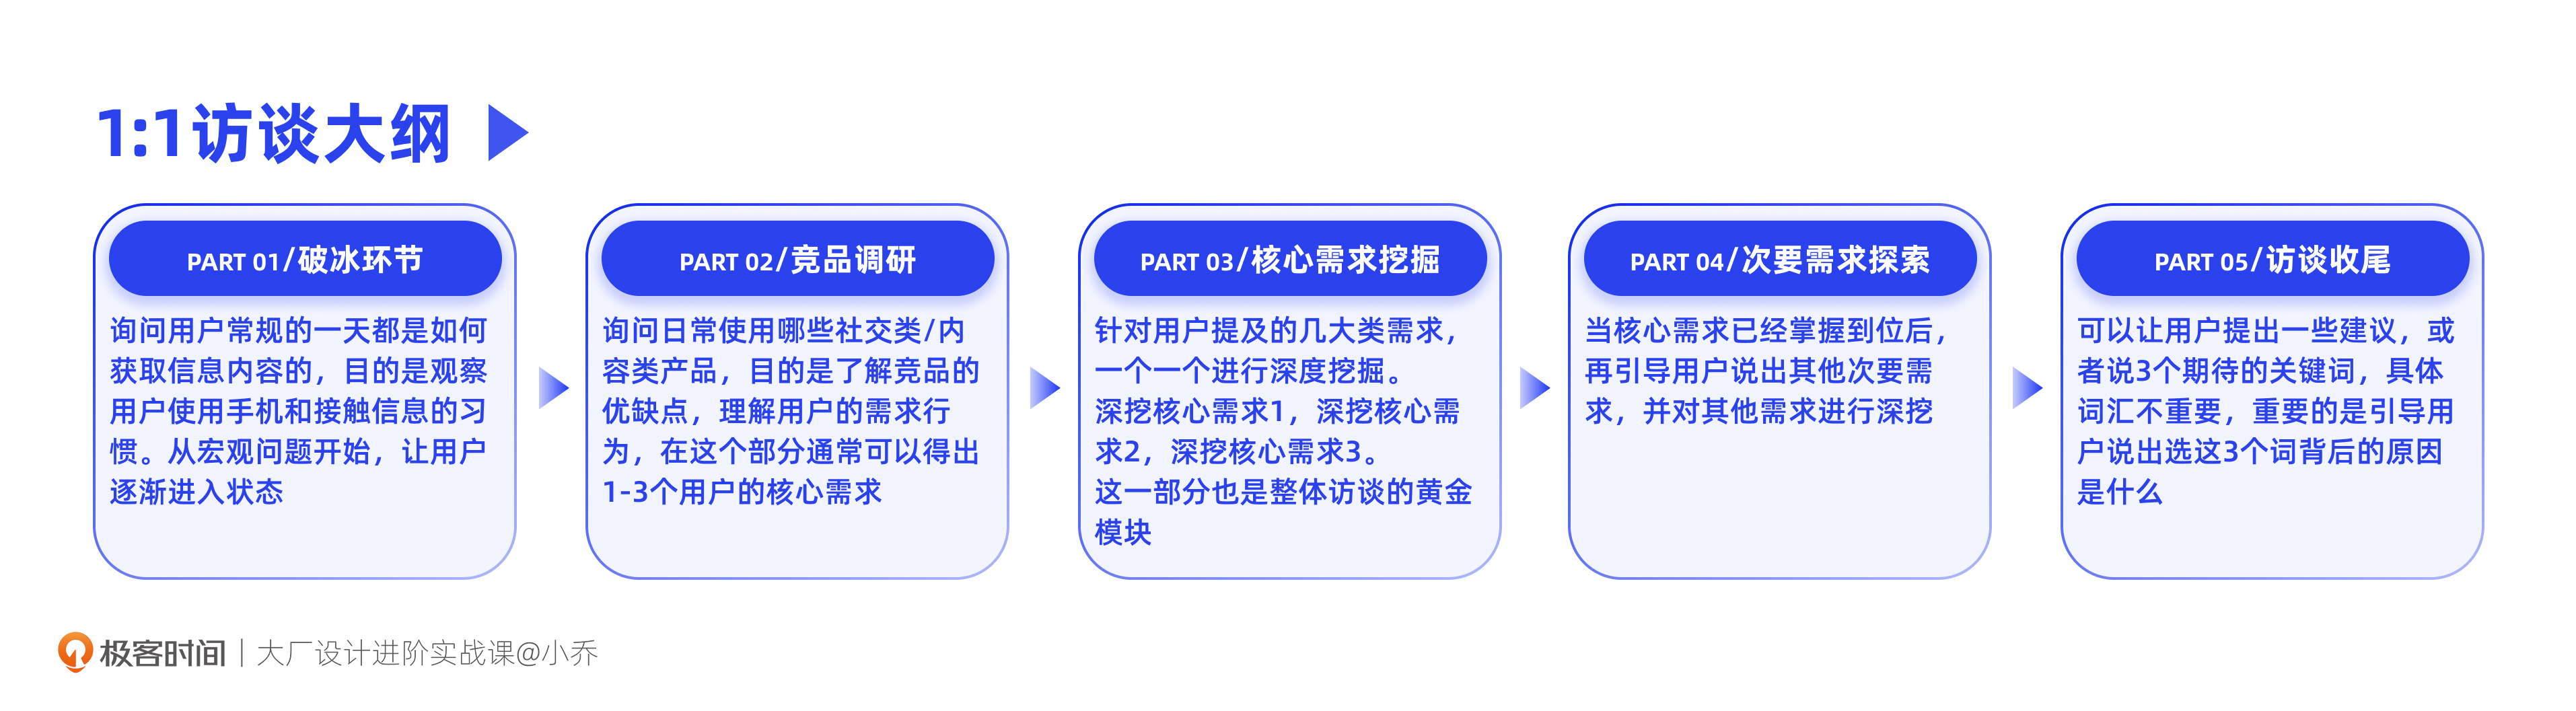 1:1访谈大纲
PART 01/破冰环节
询问用户常规的一天都是如何
获取信息内容的，目的是观察
用户使用手机和接触信息的习
惯。从宏观问题开始，让用户
逐渐进入状态
PART 02/竞品调研
询问日常使用哪些社交类/内
容类产品，目的是了解竞品的
优缺点，理解用户的需求行
为，在这个部分通常可以得出
1-3个用户的核心需求
PART 03/核心需求挖掘
针对用户提及的几大类需求，
一个一个进行深度挖掘。
深挖核心需求1，深挖核心需
求2，深挖核心需求3。
这一部分也是整体访谈的黄金
模块
PART 04/次要需求探索
当核心需求已经掌握到位后，
再引导用户说出其他次要需
求，并对其他需求进行深挖
PART 05/访谈收尾
可以让用户提出一些建议，或
者说3个期待的关键词，具体
词汇不重要，重要的是引导用
户说出选这3个词背后的原因
是什么
极客时间 | 大厂设计进阶实战课@小乔